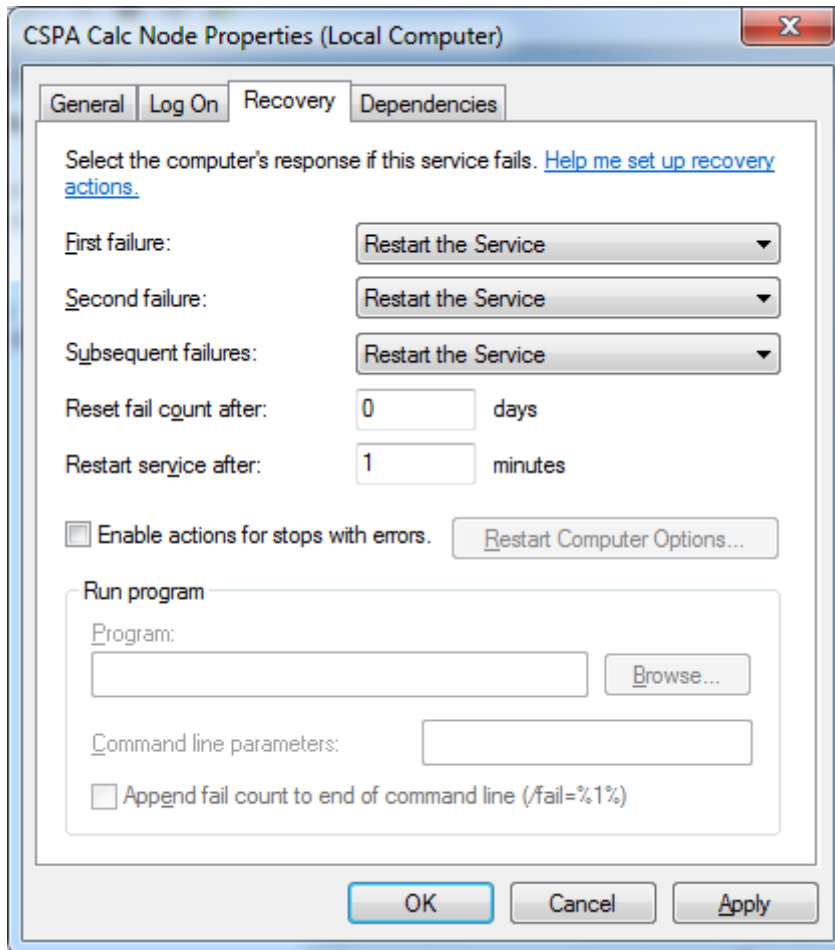 CSPA Calc Node Properties (Local Computer)
General Log On Recovery Dependencies
Select the computer's response if this service fails. Help me set up recovery
actions.
First failure: Restart the Service
Second failure: Restart the Service
Subsequent failures: Restart the Service
Reset fail count after: 0 days
Restart service after: 1 minutes
Enable actions for stops with errors. Restart Computer Options...
Run program
Program:
Browse...
Command line parameters:
Append fail count to end of command line (/fail=%1%)
OK Cancel Apply